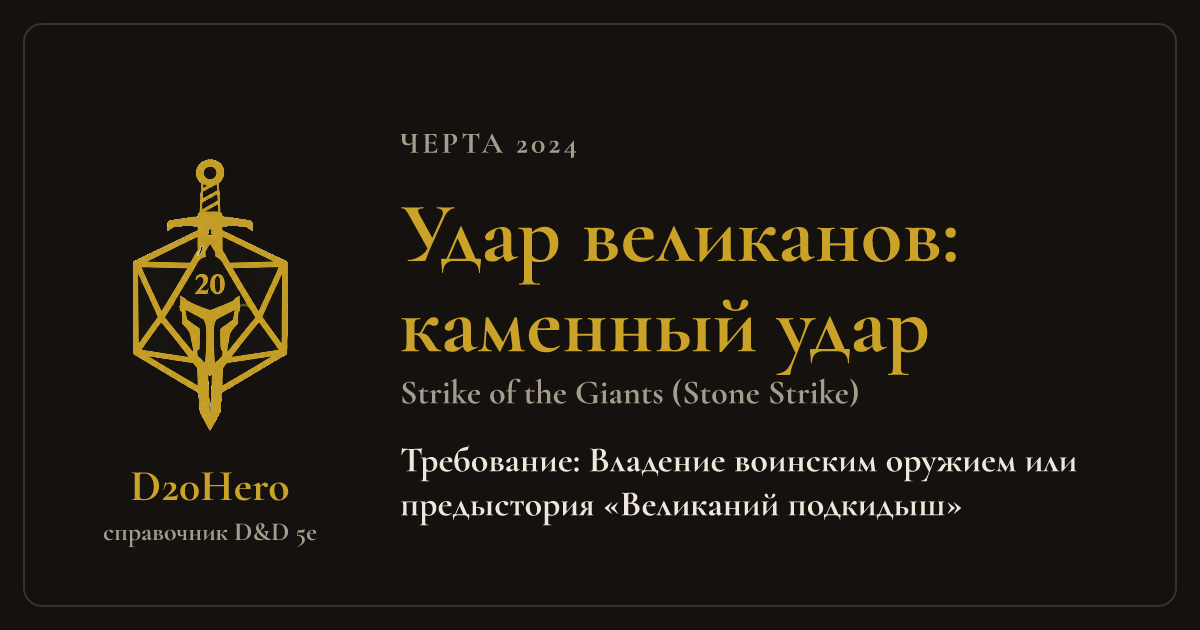 ЧЕРТА 2024
Удар великанов:
каменный удар
Strike of the Giants (Stone Strike)
Требование: Владение воинским оружием или
предыстория «Великаний подкидыш»
20
D20Hero
справочник D&D 5e